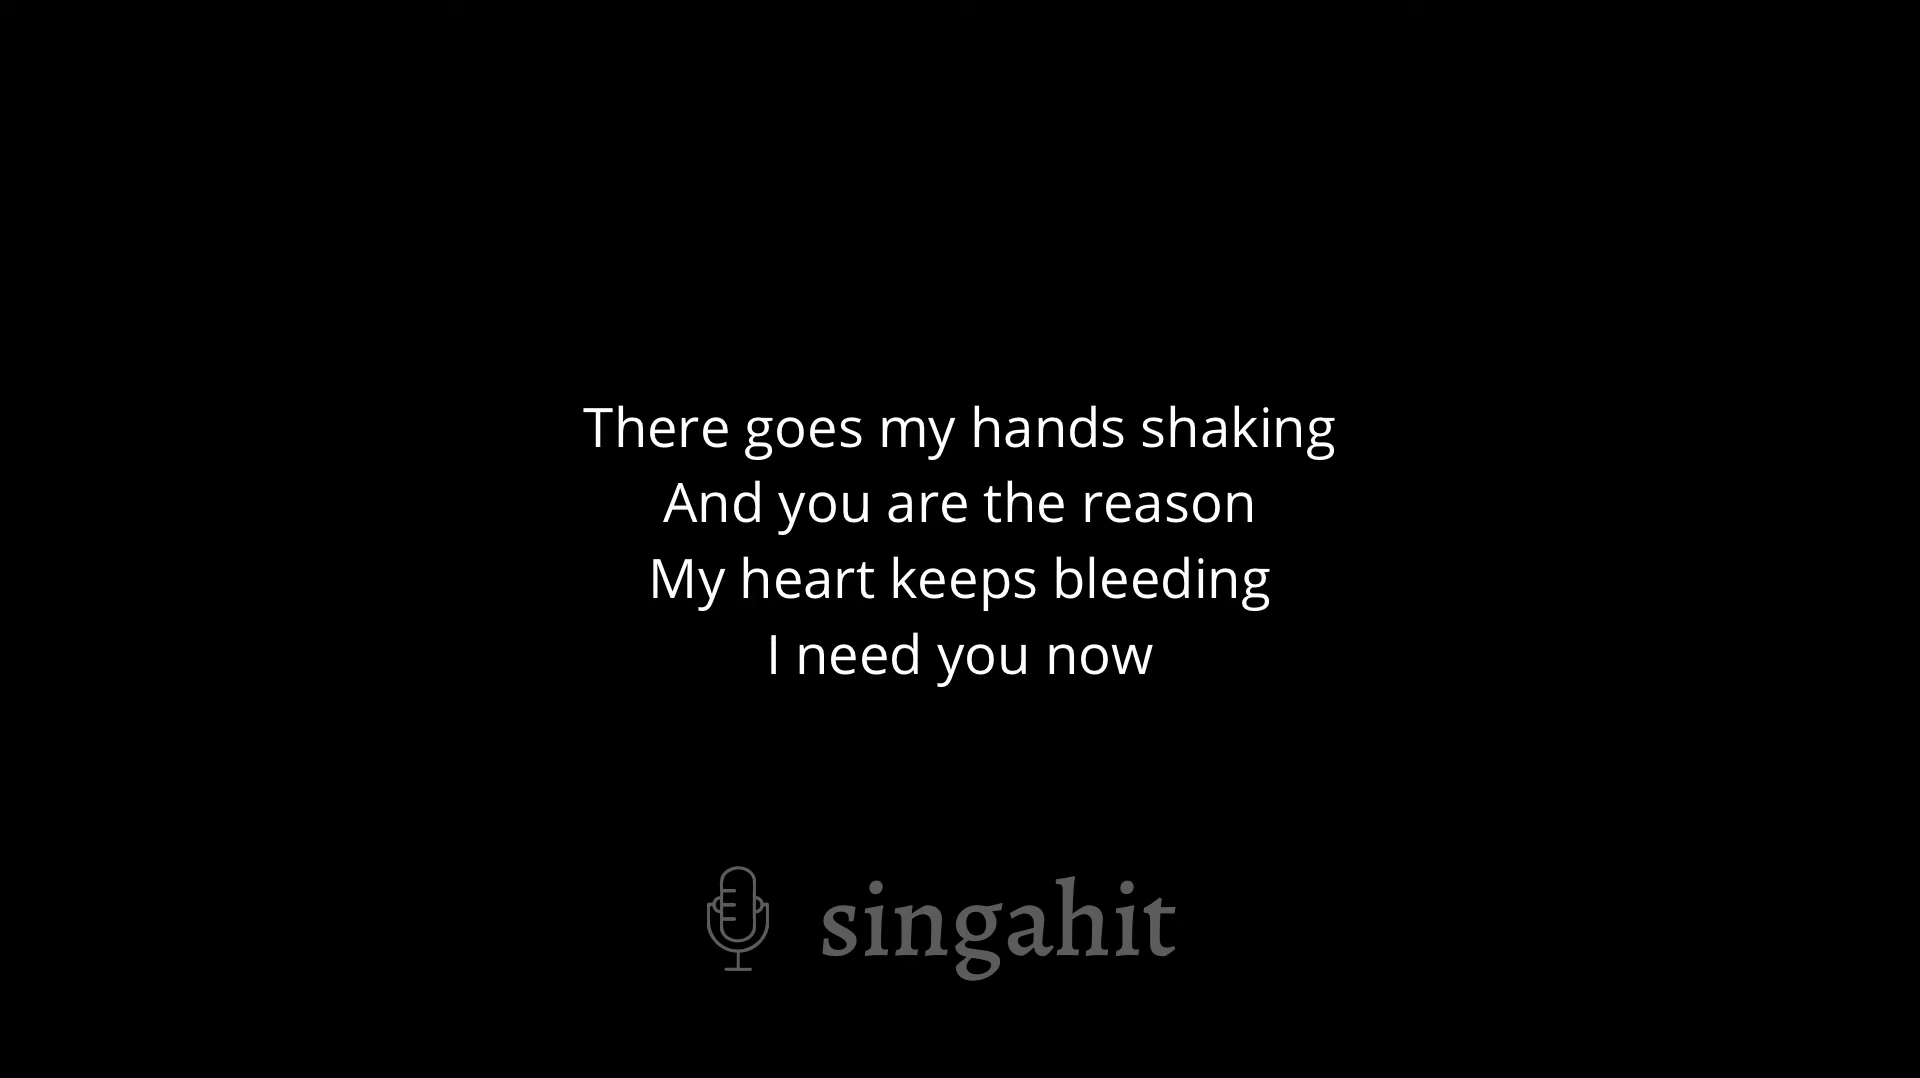 There goes my hands shaking
And you are the reason
My heart keeps bleeding
I need you now
singahit